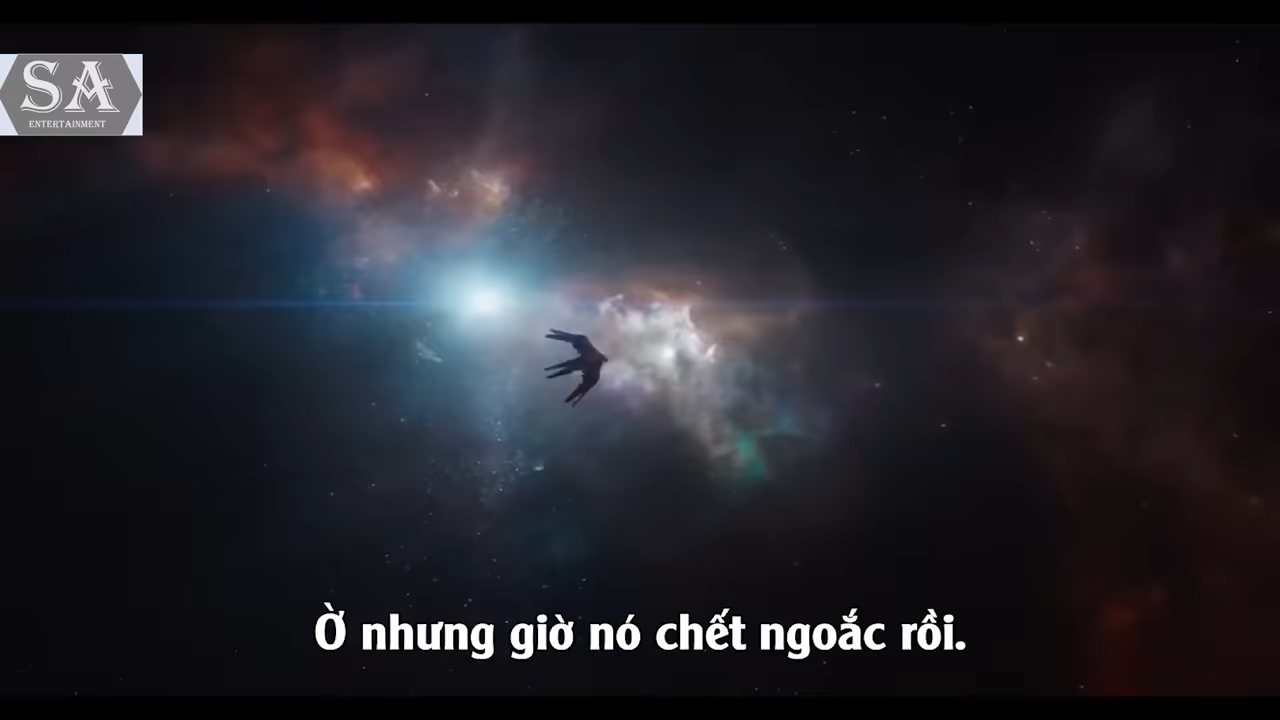 SA
ENTERTAINMENT
Ờ nhưng giờ nó chết ngoắc rồi.